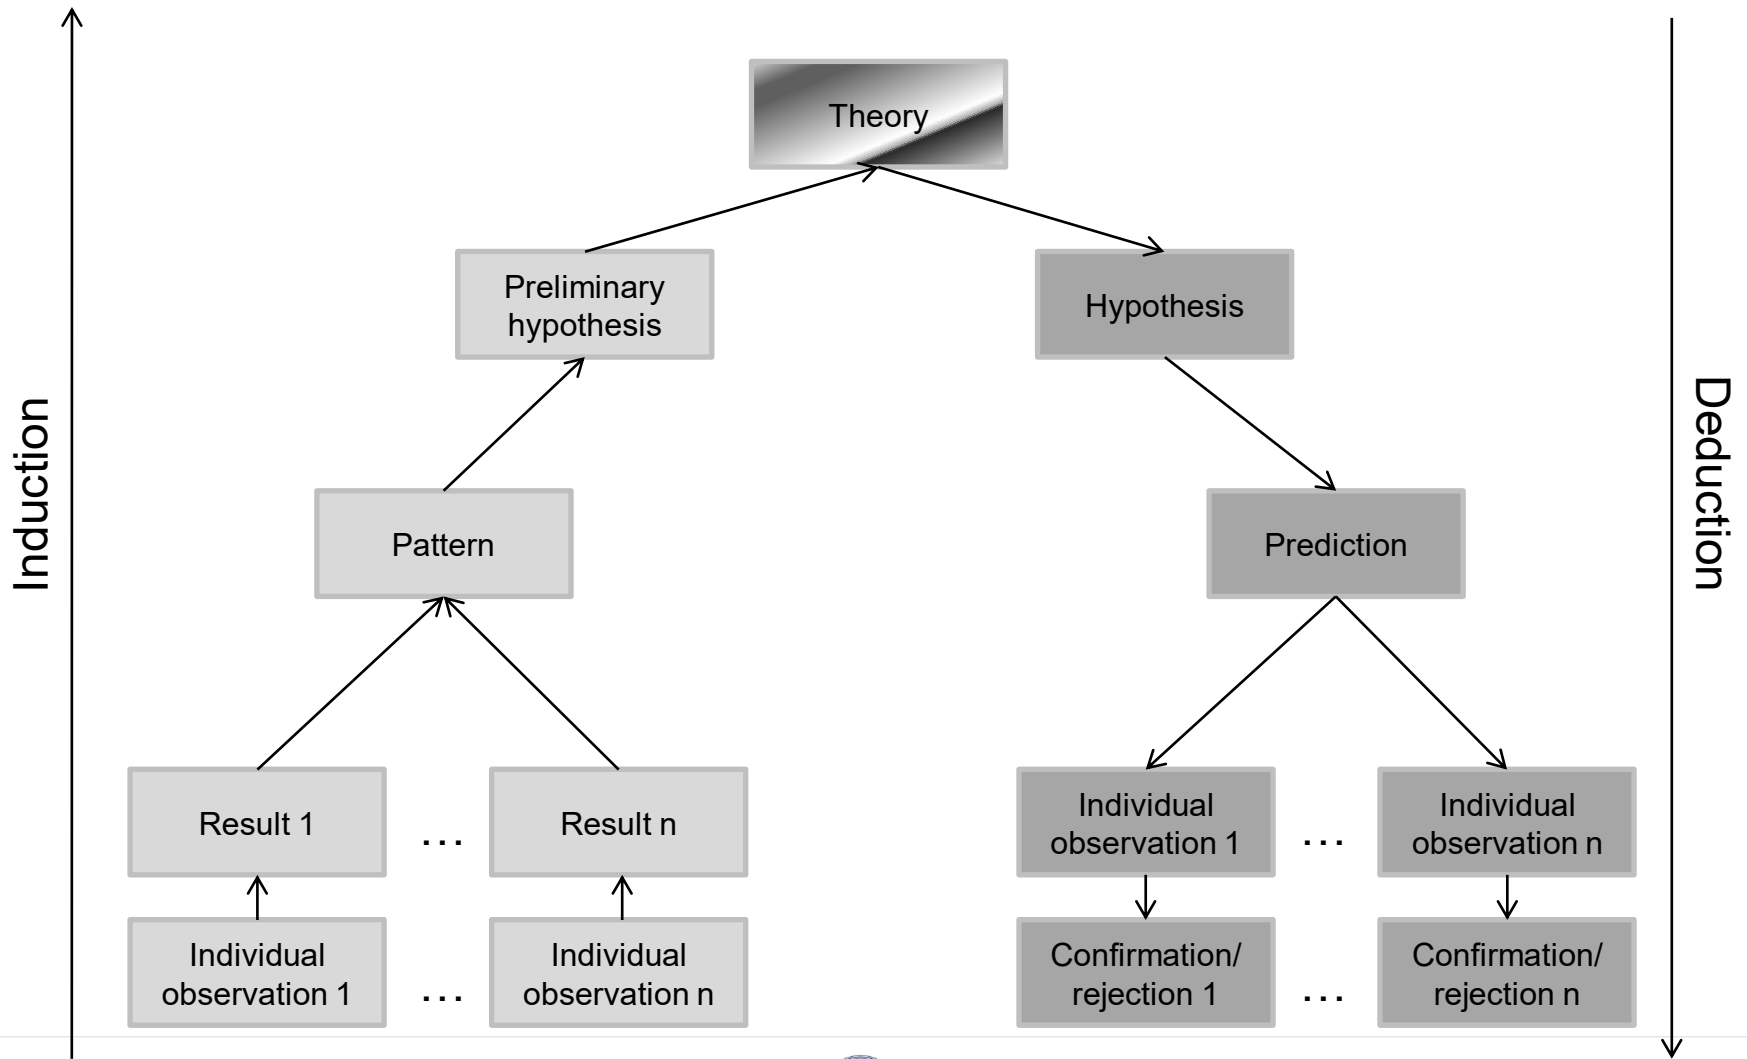 Theory
Preliminary
hypothesis
Hypothesis
Induction
Deduction
Pattern
Prediction
Result 1
...
Result n
Individual
observation 1
...
Individual
observation n
Individual
observation 1
...
Individual
observation n
Confirmation/
rejection 1
...
Confirmation/
rejection n